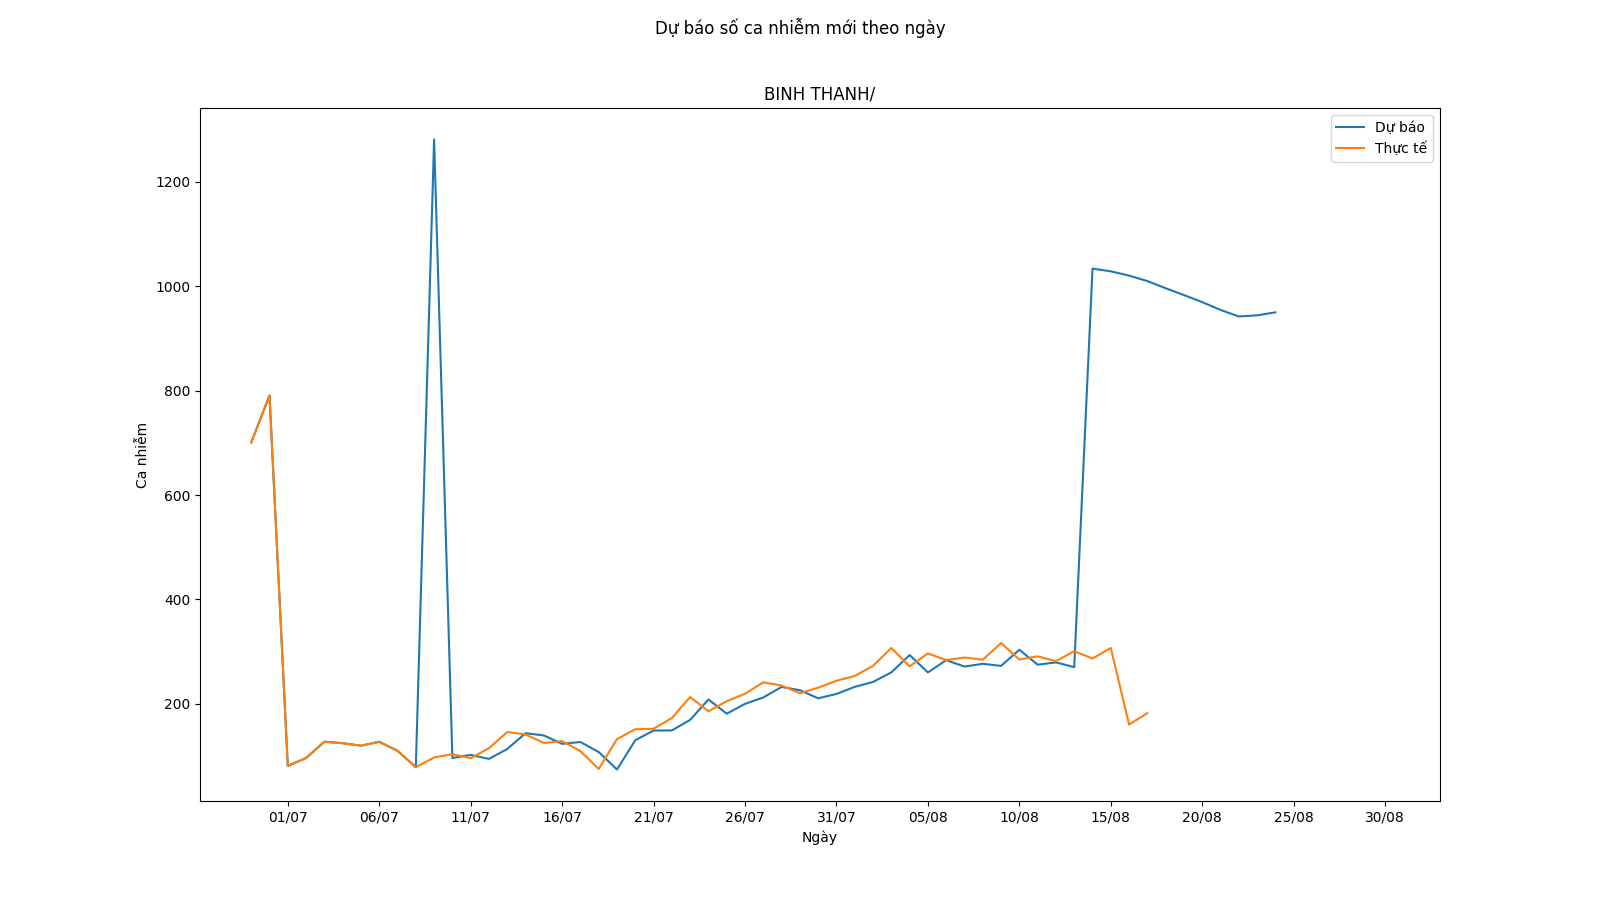 Dự báo số ca nhiễm mới theo ngày
BINH THANH/
Dự báo
Thực tế
1200
1000
800
600
400
200
Ca nhiễm
01/07 06/07 11/07 16/07 21/07 26/07 31/07 05/08 10/08 15/08 20/08 25/08 30/08
Ngày